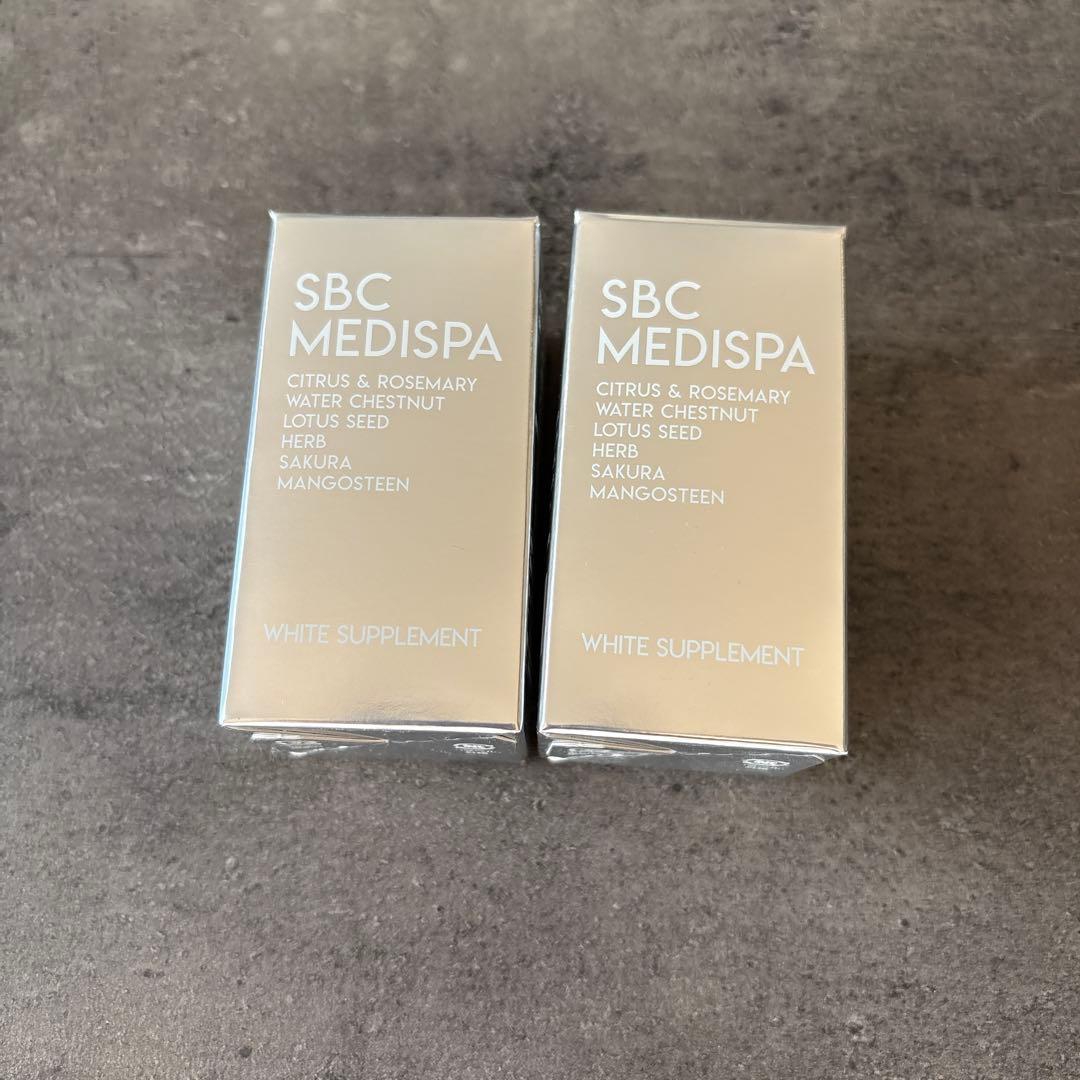 SBC
MEDISPA
CITRUS & ROSEMARY
WATER CHESTNUT
LOTUS SEED
HERB
SAKURA
MANGOSTEEN
WHITE SUPPLEMENT
SBC
MEDISPA
CITRUS & ROSEMARY
WATER CHESTNUT
LOTUS SEED
HERB
SAKURA
MANGOSTEEN
WHITE SUPPLEMENT